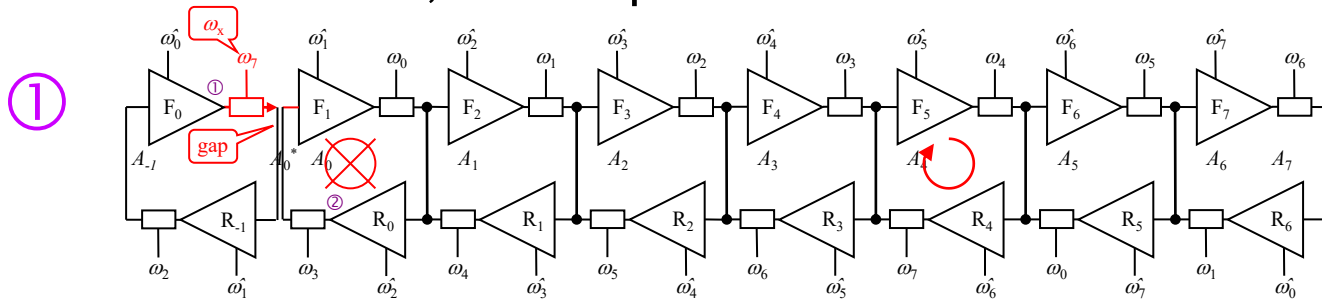 ①
ωx
ω̂0 ω7 ω̂1 ω0 ω̂2 ω1 ω̂3 ω2 ω̂4 ω3 ω̂5 ω4 ω̂6 ω5 ω̂7 ω6
①
F0 F1 F2 F3 F4 F5 F6 F7
gap
A-1 A0* A0 A1 A2 A3 A4 A5 A6 A7
②
R-1 R0 R1 R2 R3 R4 R5 R6
ω2 ω̂1 ω3 ω̂2 ω4 ω̂3 ω5 ω̂4 ω6 ω̂5 ω7 ω̂6 ω0 ω̂7 ω1 ω̂0